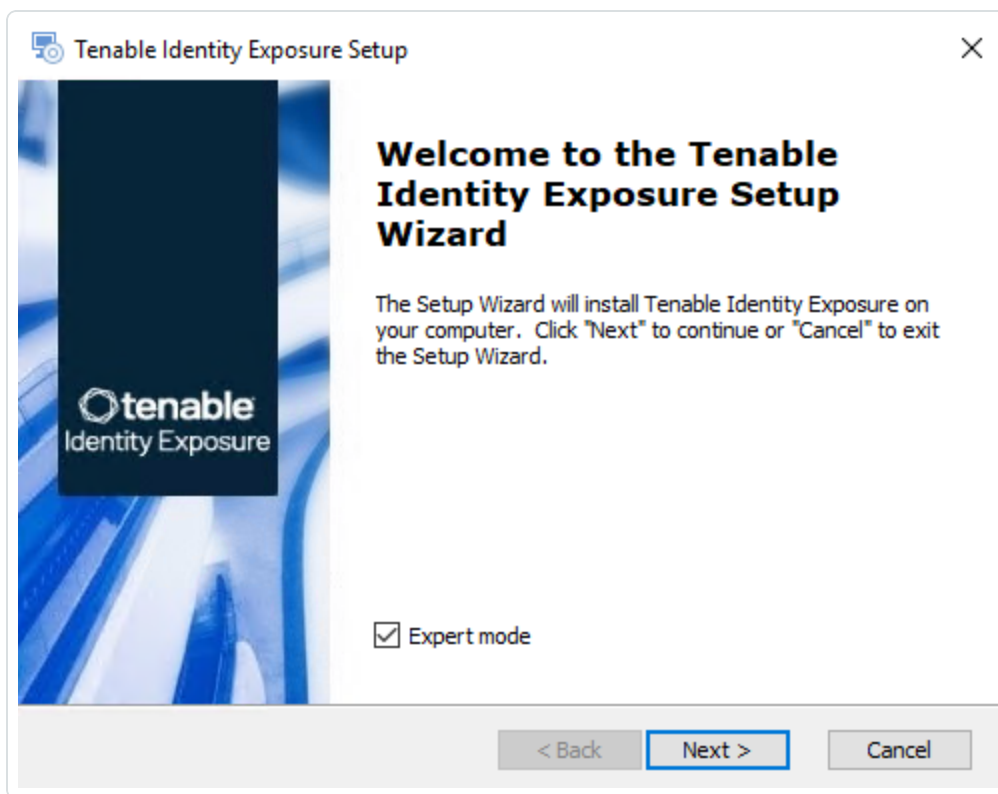 Tenable Identity Exposure Setup
Welcome to the Tenable
Identity Exposure Setup
Wizard
The Setup Wizard will install Tenable Identity Exposure on
your computer. Click "Next" to continue or "Cancel" to exit
the Setup Wizard.
tenable
Identity Exposure
Expert mode
< Back
Next >
Cancel